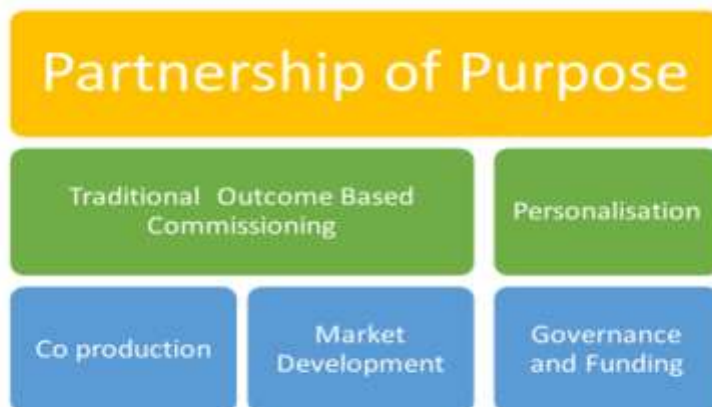 Partnership of Purpose
Traditional Outcome Based
Commissioning
Personalisation
Co production
Market
Development
Governance
and Funding